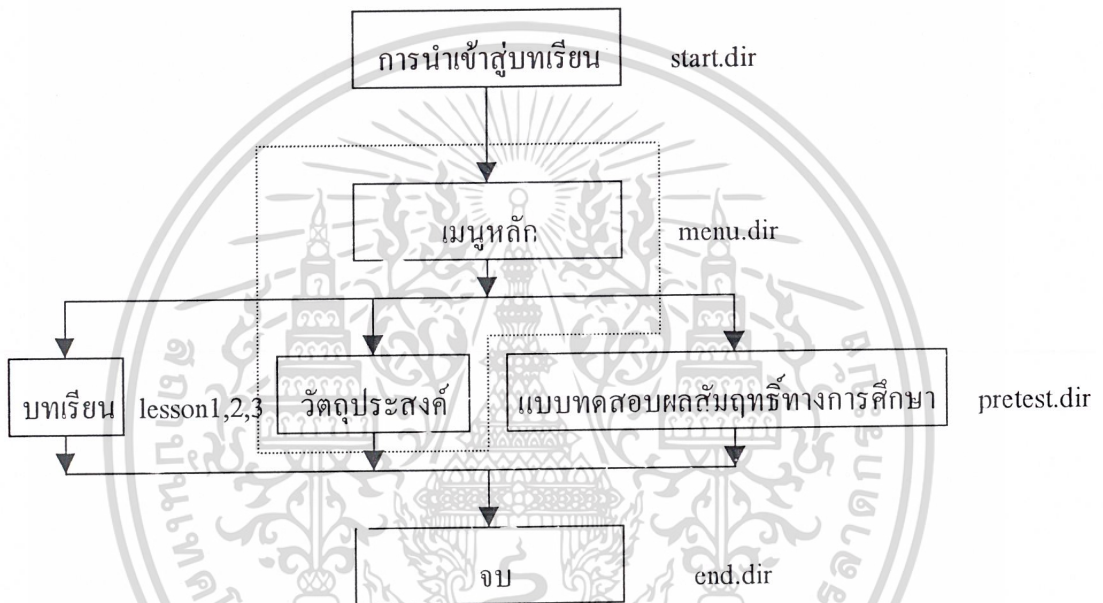 การนำเข้าสู่บทเรียน start.dir
เมนูหลัก menu.dir
บทเรียน lesson1,2,3 วัตถุประสงค์ แบบทดสอบผลสัมฤทธิ์ทางการศึกษา pretest.dir
จบ end.dir